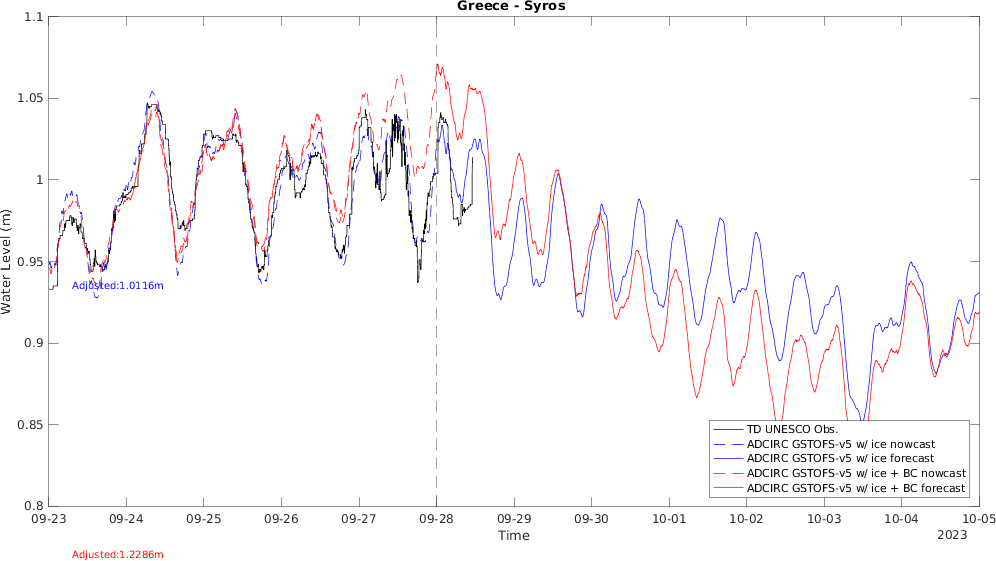 Greece - Syros
1.1
1.05
1
0.95
0.9
0.85
0.8
Water Level (m)
Adjusted:1.0116m
TD UNESCO Obs.
ADCIRC GSTOFS-v5 w/ ice nowcast
ADCIRC GSTOFS-v5 w/ ice forecast
ADCIRC GSTOFS-v5 w/ ice + BC nowcast
ADCIRC GSTOFS-v5 w/ ice + BC forecast
09-23 09-24 09-25 09-26 09-27 09-28 09-29 09-30 10-01 10-02 10-03 10-04 10-05
Time
2023
Adjusted:1.2286m